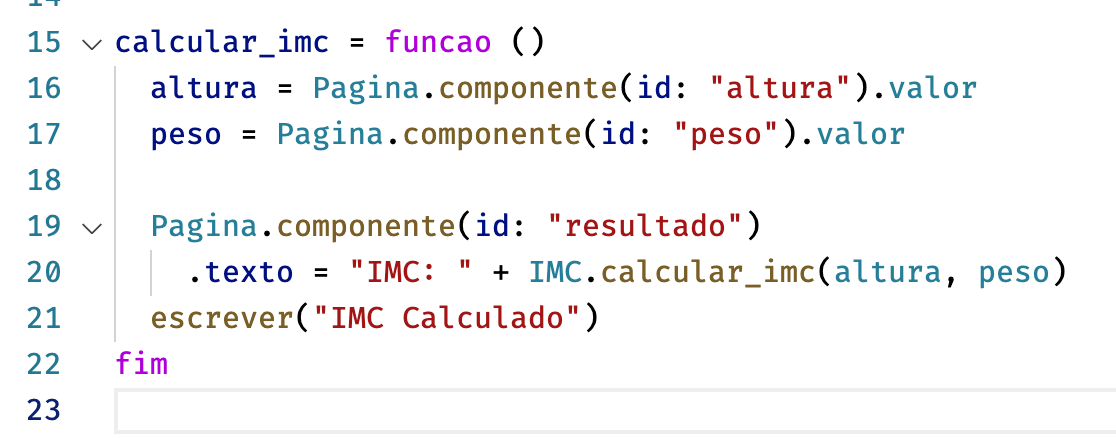 15 calcular_imc = funcao ()
16 altura = Pagina.componente(id: "altura").valor
17 peso = Pagina.componente(id: "peso").valor
18
19 Pagina.componente(id: "resultado")
20 .texto = "IMC: " + IMC.calcular_imc(altura, peso)
21 escrever("IMC Calculado")
22 fim
23